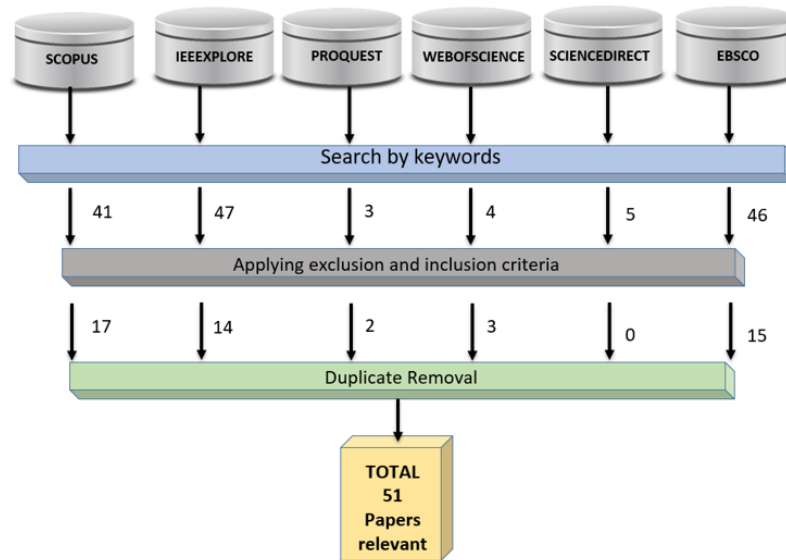 SCOPUS IEEEXPLORE PROQUEST WEBOFSCIENCE SCIENCEDIRECT EBSCO
Search by keywords
41 47 3 4 5 46
Applying exclusion and inclusion criteria
17 14 2 3 0 15
Duplicate Removal
TOTAL
51
Papers
relevant